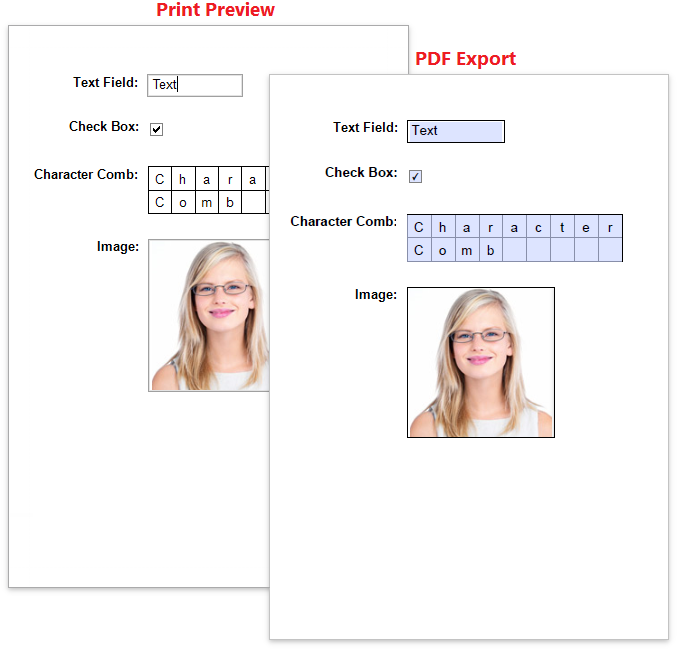 Print Preview
Text Field: Text
Check Box:
Character Comb: C h a r a
C o m b
Image:
PDF Export
Text Field: Text
Check Box:
Character Comb: C h a r a c t e r
C o m b
Image: